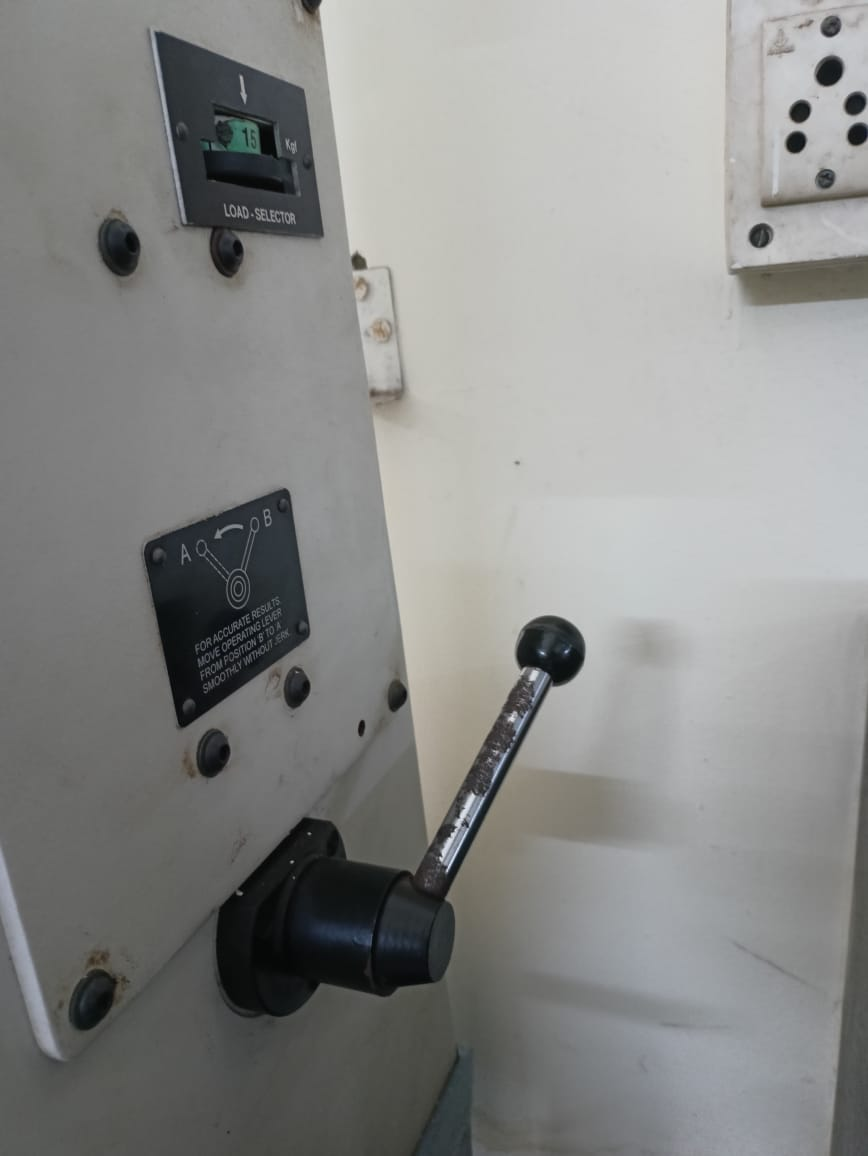 15
Kgf
LOAD - SELECTOR
A
B
FOR ACCURATE RESULTS,
MOVE OPERATING LEVER
FROM POSITION 'B' TO 'A'
SMOOTHLY WITHOUT JERK.